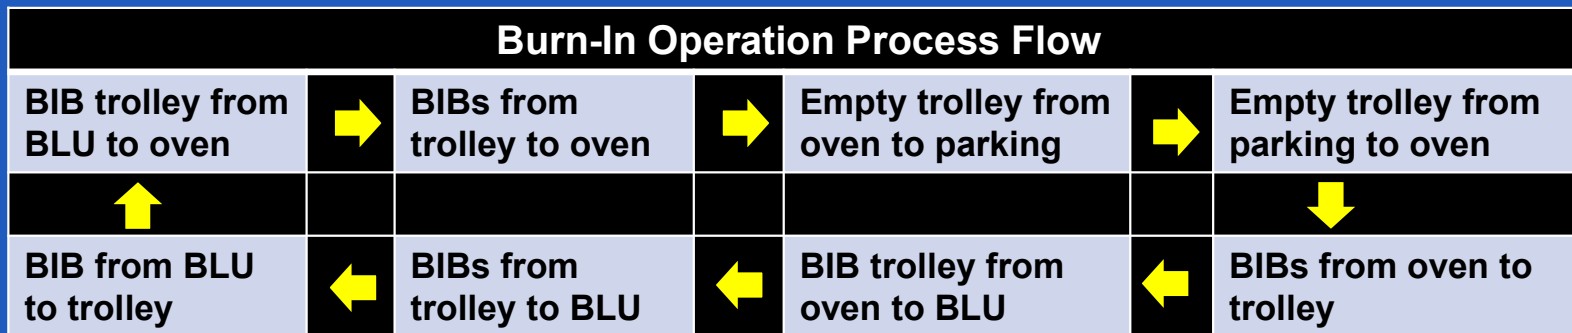 Burn-In Operation Process Flow
BIB trolley from
BLU to oven
BIBs from
trolley to oven
Empty trolley from
oven to parking
Empty trolley from
parking to oven
BIB from BLU
to trolley
BIBs from
trolley to BLU
BIB trolley from
oven to BLU
BIBs from oven to
trolley